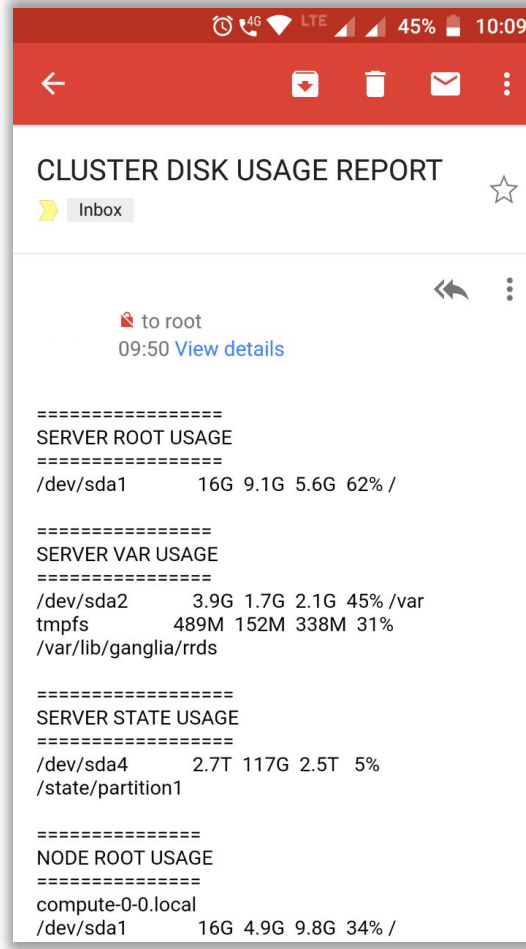 4G LTE 45% 10:09
CLUSTER DISK USAGE REPORT
Inbox
to root
09:50 View details
=================
SERVER ROOT USAGE
=================
/dev/sda1 16G 9.1G 5.6G 62% /
================
SERVER VAR USAGE
================
/dev/sda2 3.9G 1.7G 2.1G 45% /var
tmpfs 489M 152M 338M 31%
/var/lib/ganglia/rrds
==================
SERVER STATE USAGE
==================
/dev/sda4 2.7T 117G 2.5T 5%
/state/partition1
===============
NODE ROOT USAGE
===============
compute-0-0.local
/dev/sda1 16G 4.9G 9.8G 34% /